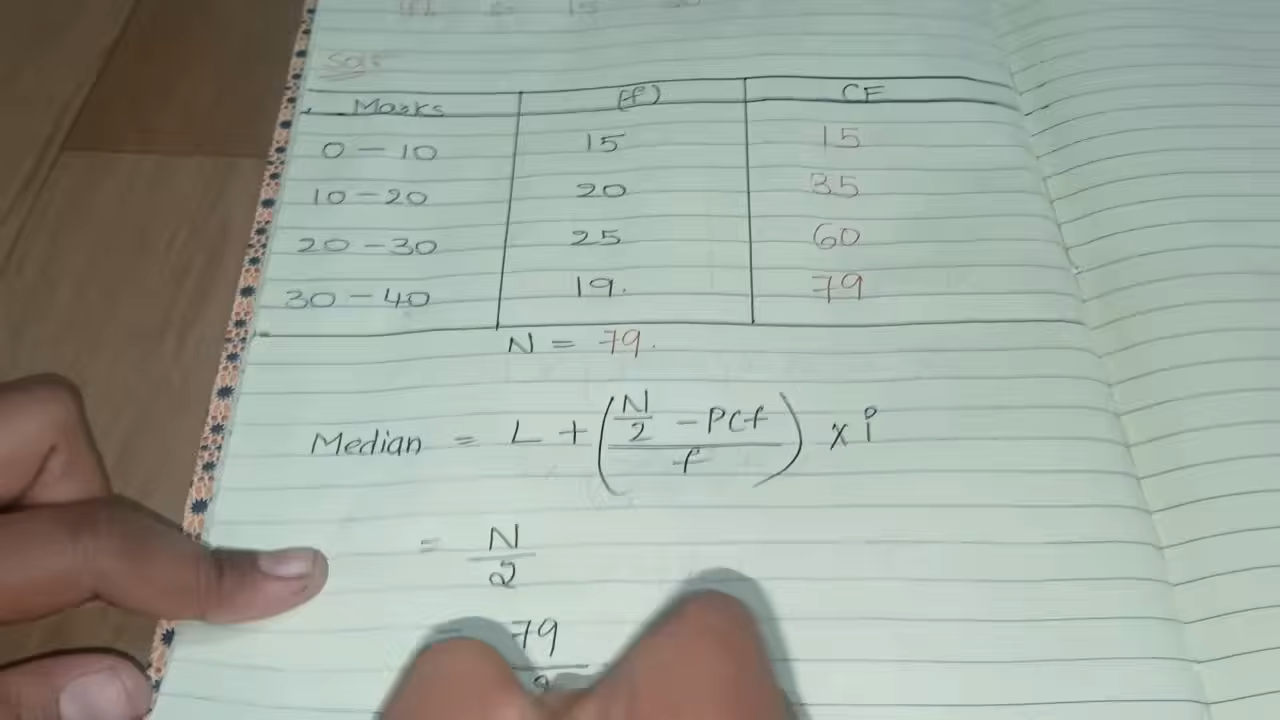 Soln
Marks (f) CF
0 - 10 15 15
10 - 20 20 35
20 - 30 25 60
30 - 40 19. 79
N = 79.
Median = L + (N/2 - Pcf / f) x i
= N/2
= 79